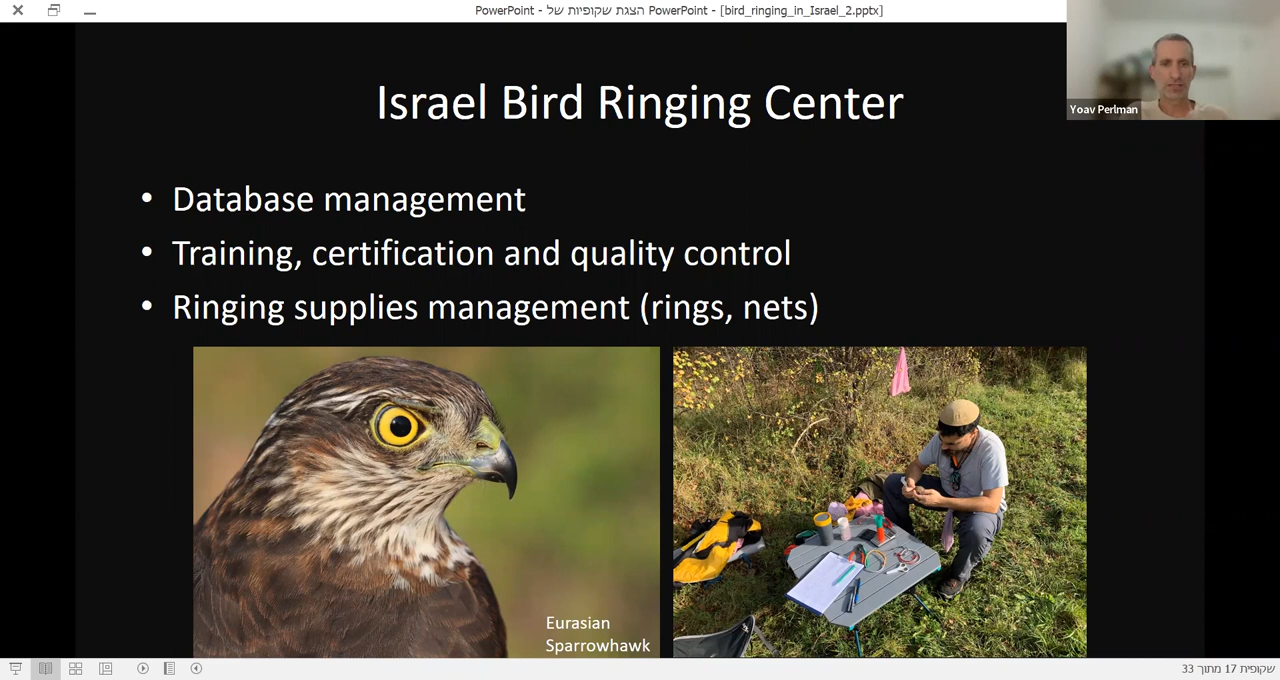 PowerPoint - הצגת שקופיות של PowerPoint - [bird_ringing_in_Israel_2.pptx]
Yoav Perlman
Israel Bird Ringing Center
• Database management
• Training, certification and quality control
• Ringing supplies management (rings, nets)
Eurasian
Sparrowhawk
שקופית 17 מתוך 33